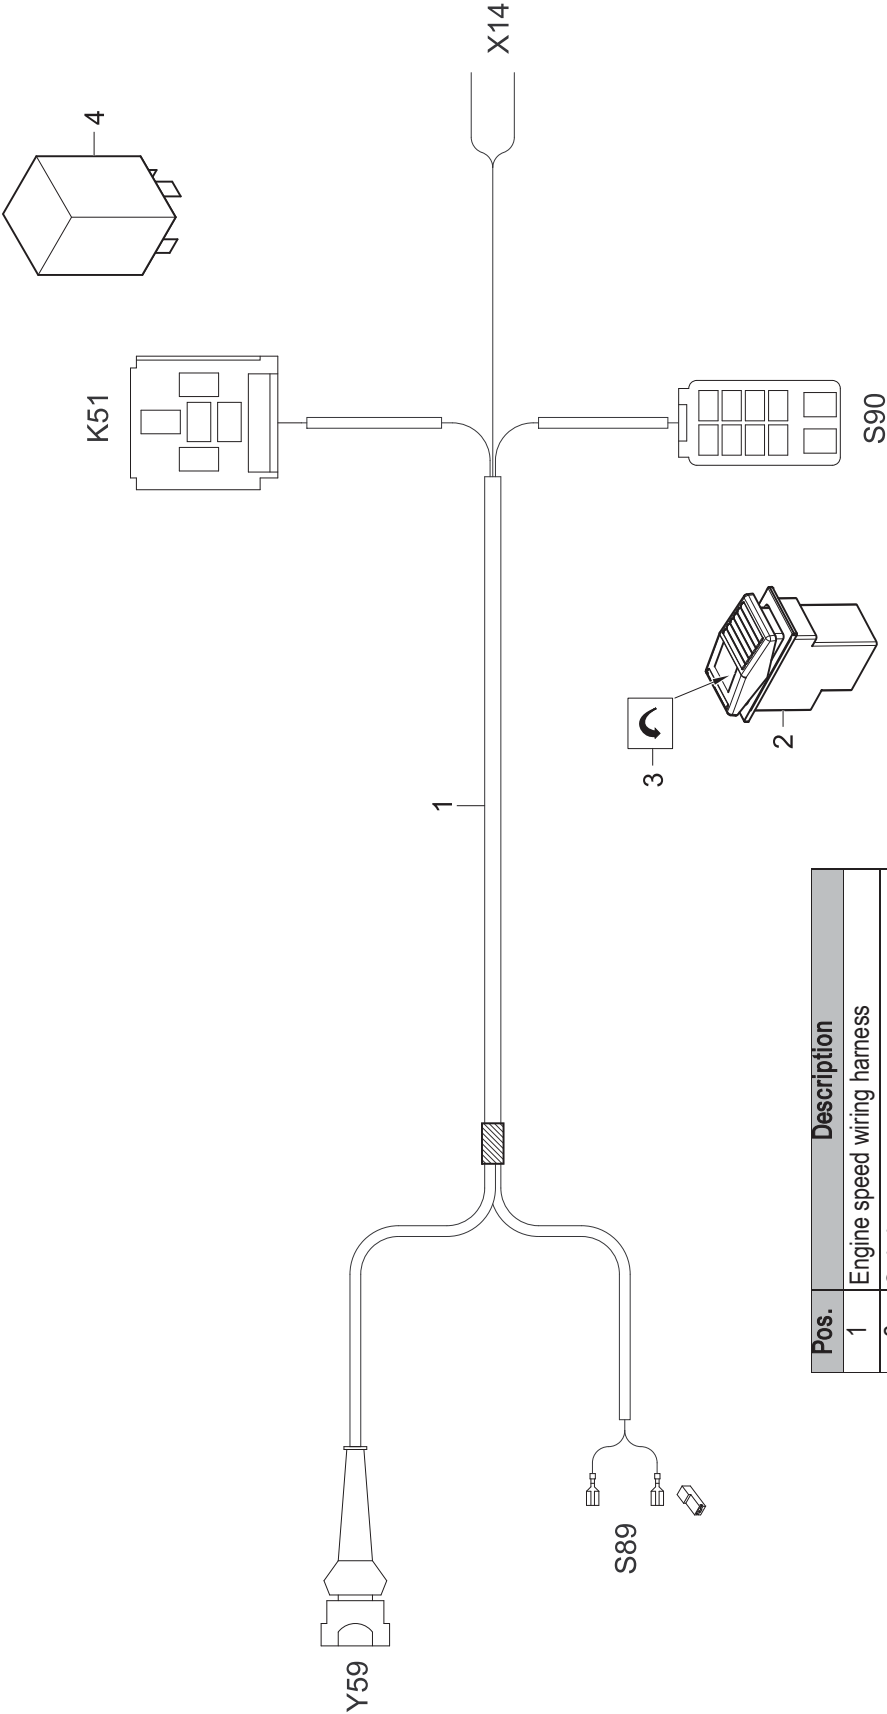 X14
4
K51
S90
3
2
1
Y59
S89
Pos. Description
1 Engine speed wiring harness